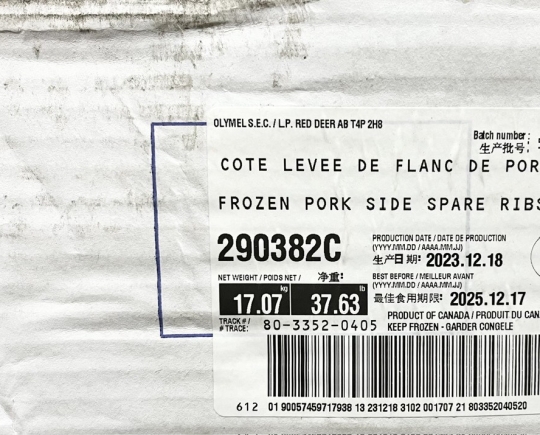 OLYMEL S.E.C. / L.P. RED DEER AB T4P 2H8
Batch number:
生产批号:
COTE LEVEE DE FLANC DE POR
FROZEN PORK SIDE SPARE RIBS
290382C
PRODUCTION DATE / DATE DE PRODUCTION
(YYYY.MM.DD / AAAA.MM.JJ)
生产日期: 2023.12.18
NET WEIGHT / POIDS NET / 净重:
BEST BEFORE / MEILLEUR AVANT
(YYYY.MM.DD / AAAA.MM.JJ)
kg 17.07 lb 37.63
最佳食用期限: 2025.12.17
PRODUCT OF CANADA / PRODUIT DU CAN
TRACK # /
# TRACE: 80-3352-0405
KEEP FROZEN - GARDER CONGELE
612 01 90057459717938 13 231218 3102 001707 21 803352040520